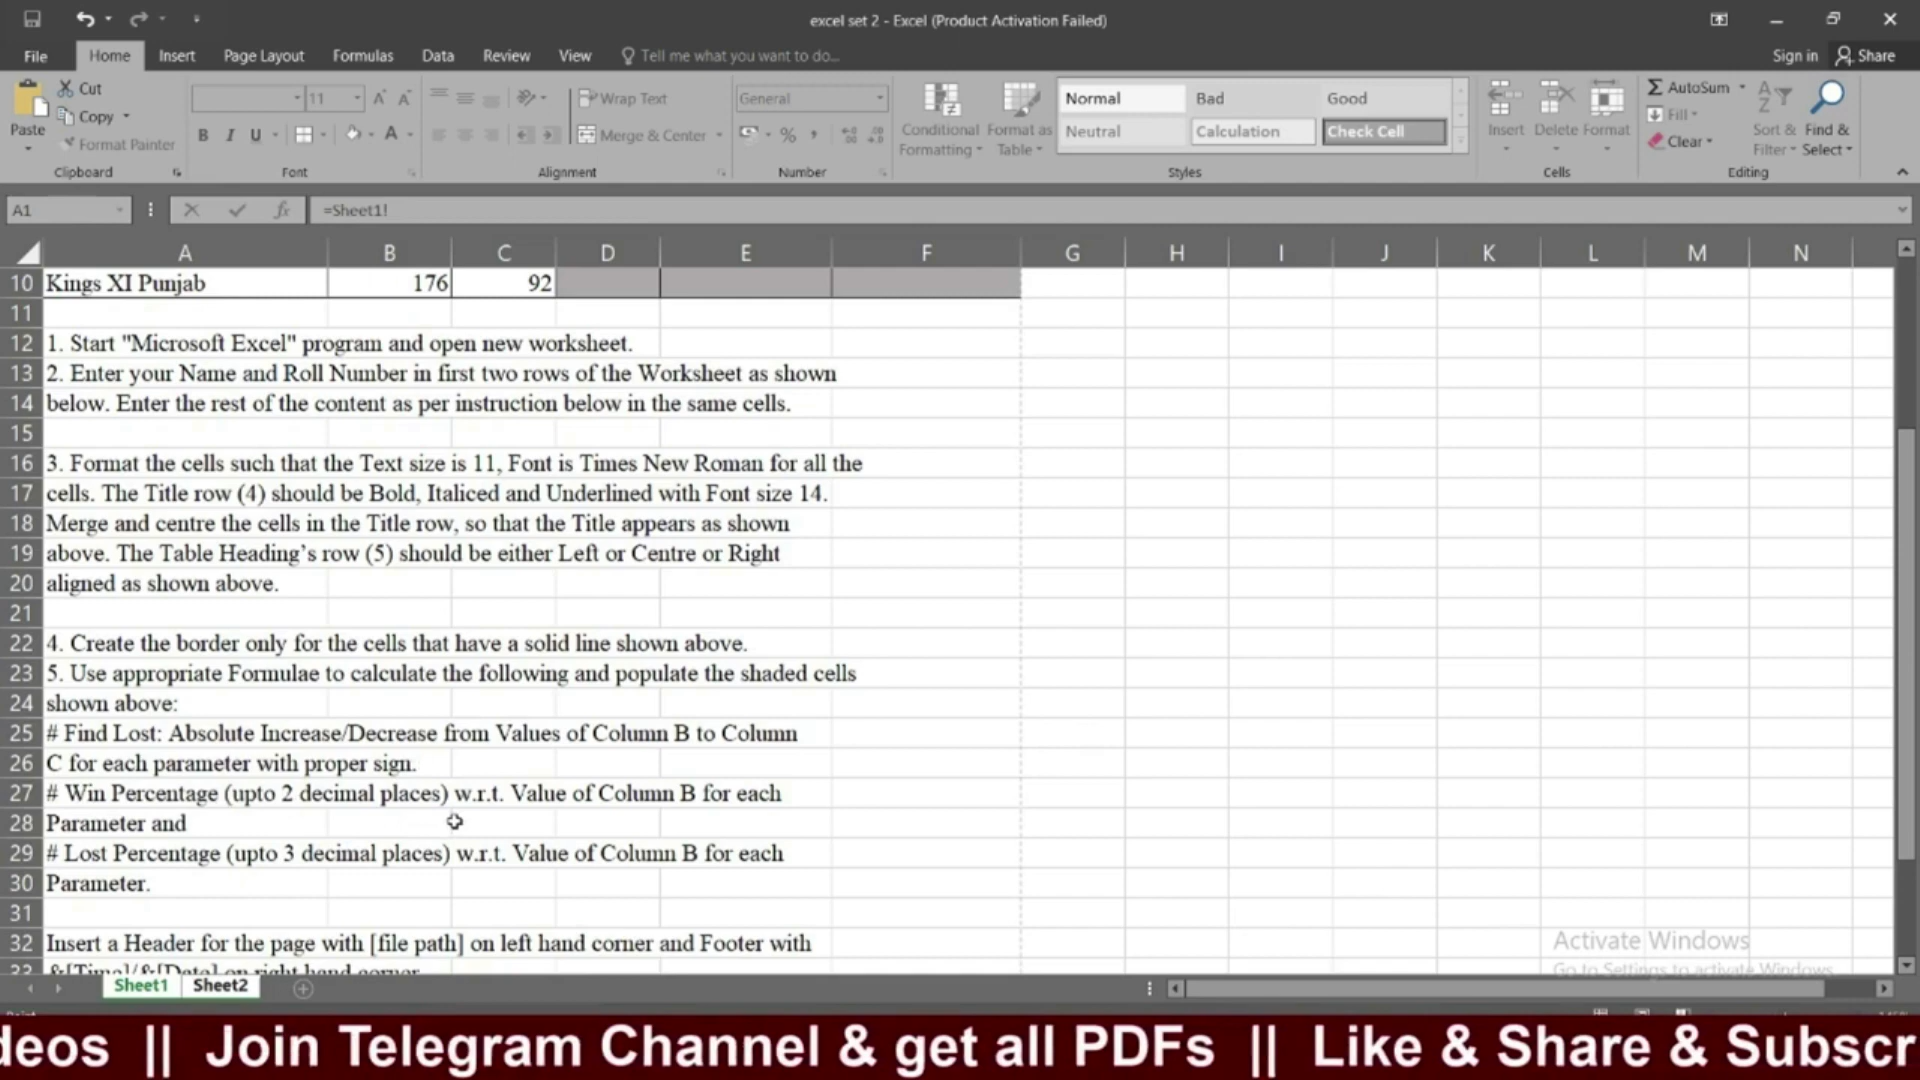 excel set 2 - Excel (Product Activation Failed)
File Home Insert Page Layout Formulas Data Review View Tell me what you want to do... Sign in Share
Paste Cut Copy Format Painter Clipboard
11 B I U Font
Wrap Text Merge & Center Alignment
General % Number
Conditional Formatting Format as Table Normal Bad Good Neutral Calculation Check Cell Styles
Insert Delete Format Cells
AutoSum Fill Clear Sort & Filter Find & Select Editing
A1 fx =Sheet1!
A B C D E F G H I J K L M N
10 Kings XI Punjab 176 92
11
12 1. Start "Microsoft Excel" program and open new worksheet.
13 2. Enter your Name and Roll Number in first two rows of the Worksheet as shown
14 below. Enter the rest of the content as per instruction below in the same cells.
15
16 3. Format the cells such that the Text size is 11, Font is Times New Roman for all the
17 cells. The Title row (4) should be Bold, Italiced and Underlined with Font size 14.
18 Merge and centre the cells in the Title row, so that the Title appears as shown
19 above. The Table Heading's row (5) should be either Left or Centre or Right
20 aligned as shown above.
21
22 4. Create the border only for the cells that have a solid line shown above.
23 5. Use appropriate Formulae to calculate the following and populate the shaded cells
24 shown above:
25 # Find Lost: Absolute Increase/Decrease from Values of Column B to Column
26 C for each parameter with proper sign.
27 # Win Percentage (upto 2 decimal places) w.r.t. Value of Column B for each
28 Parameter and
29 # Lost Percentage (upto 3 decimal places) w.r.t. Value of Column B for each
30 Parameter.
31
32 Insert a Header for the page with [file path] on left hand corner and Footer with
33 &[Time]/&[Date] on right hand corner
Activate Windows
Go to Settings to activate Windows.
Sheet1 Sheet2
deos || Join Telegram Channel & get all PDFs || Like & Share & Subscr